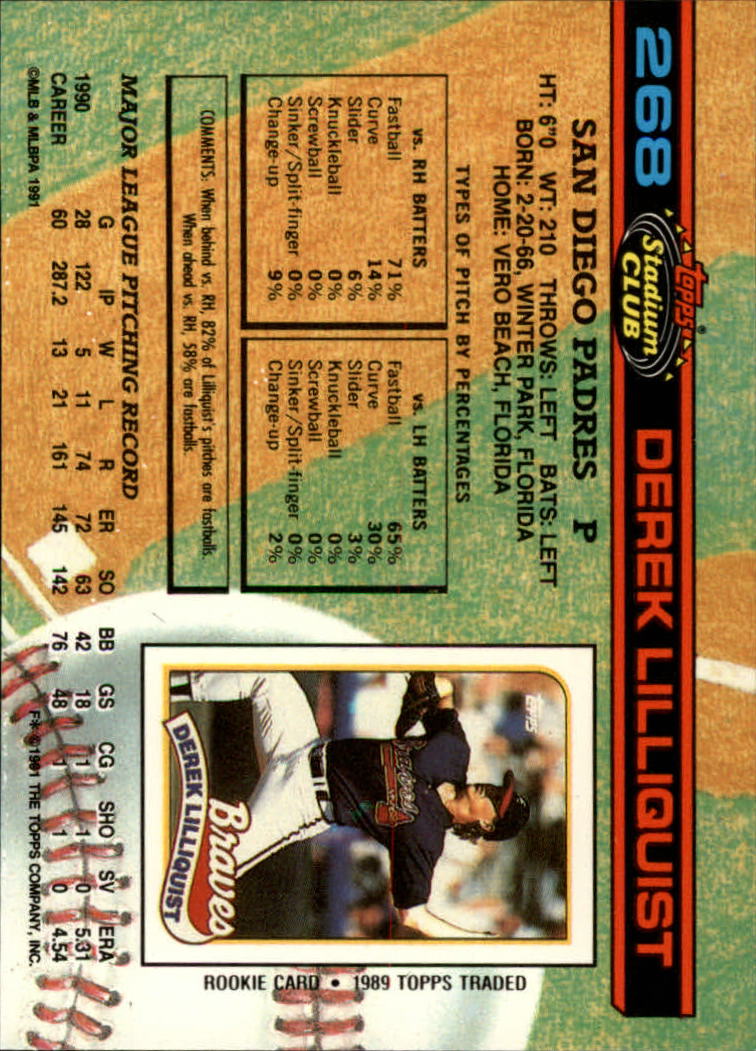 268 Topps® Stadium CLUB DEREK LILLIQUIST
SAN DIEGO PADRES P
HT: 6"0 WT: 210 THROWS: LEFT BATS: LEFT
BORN: 2-20-66, WINTER PARK, FLORIDA
HOME: VERO BEACH, FLORIDA
TYPES OF PITCH BY PERCENTAGES
vs. RH BATTERS
Fastball 71%
Curve 14%
Slider 6%
Knuckleball 0%
Screwball 0%
Sinker/Split-finger 0%
Change-up 9%
vs. LH BATTERS
Fastball 65%
Curve 30%
Slider 3%
Knuckleball 0%
Screwball 0%
Sinker/Split-finger 0%
Change-up 2%
COMMENTS: When behind vs. RH, 82% of Lilliquist's pitches are fastballs.
When ahead vs. RH, 58% are fastballs.
TOPPS
Braves
Braves
DEREK LILLIQUIST
ROOKIE CARD • 1989 TOPPS TRADED
MAJOR LEAGUE PITCHING RECORD
G IP W L R ER SO BB GS CG SHO SV ERA
1990 28 122 5 11 74 72 63 42 18 1 1 0 5.31
CAREER 60 287.2 13 21 161 145 142 76 48 1 1 0 4.54
©MLB & MLBPA 1991 F✻ ©1991 THE TOPPS COMPANY, INC.